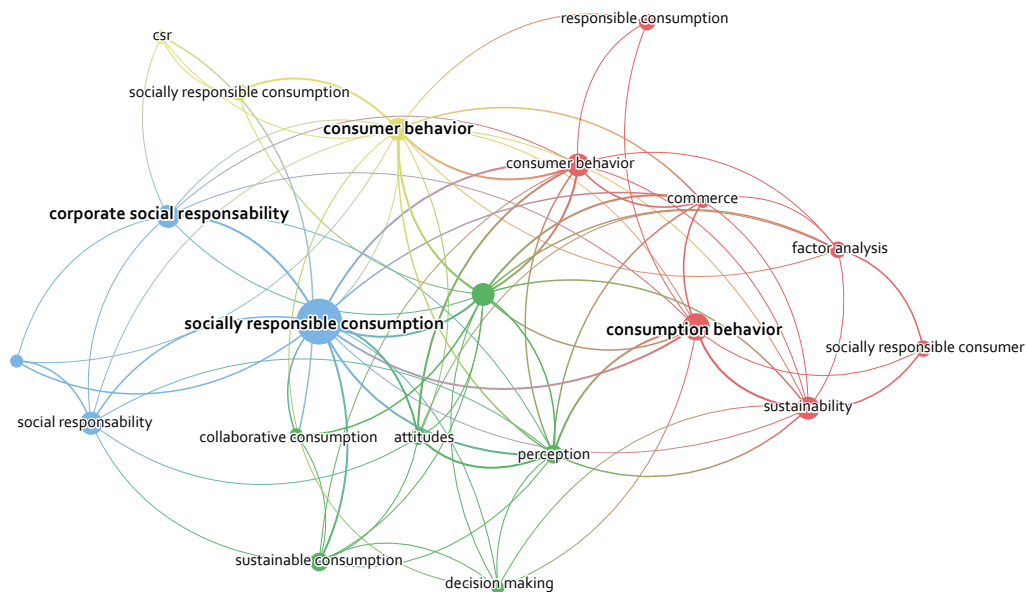 responsible consumption
csr
socially responsible consumption
consumer behavior
consumer behavior
commerce
corporate social responsability
factor analysis
socially responsible consumption
consumption behavior
socially responsible consumer
sustainability
social responsability
collaborative consumption
attitudes
perception
sustainable consumption
decision making